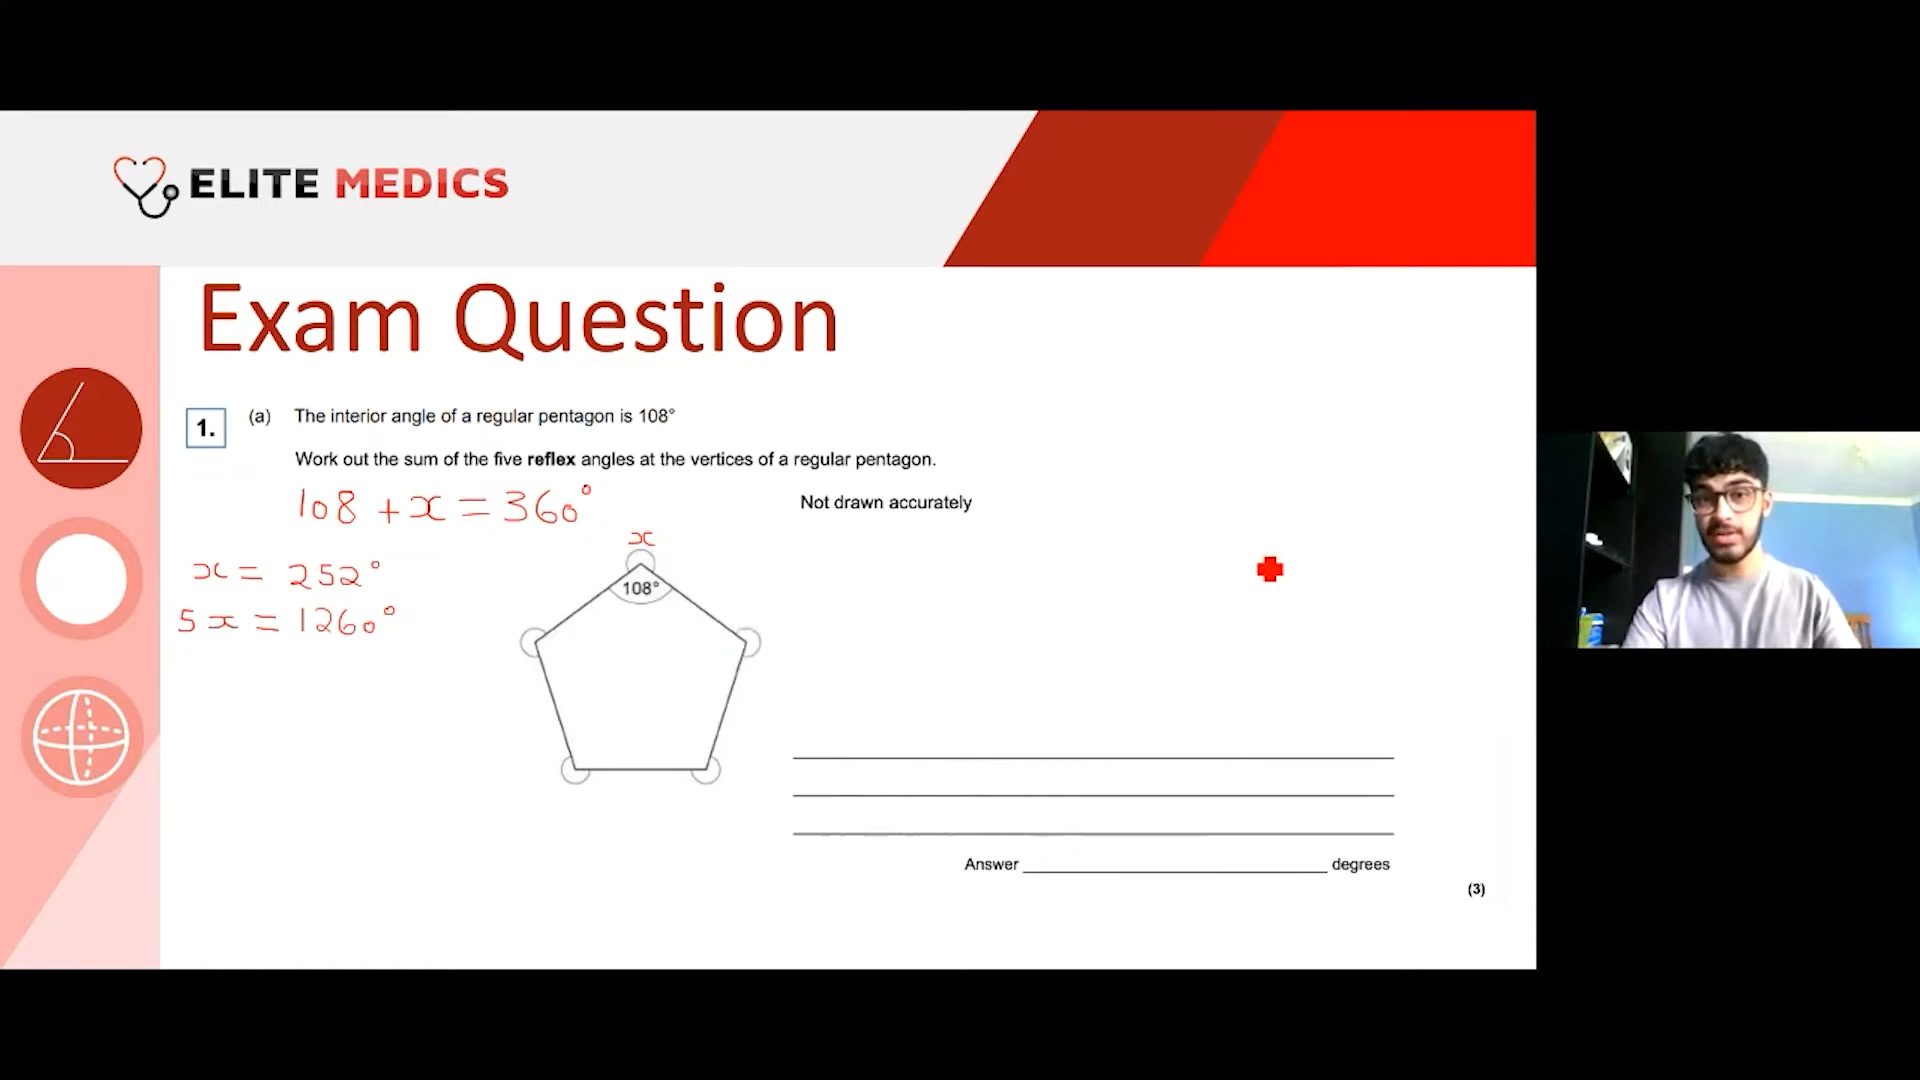 ELITE MEDICS
Exam Question
1. (a) The interior angle of a regular pentagon is 108°
Work out the sum of the five reflex angles at the vertices of a regular pentagon.
108 + x = 360°
Not drawn accurately
x
x = 252°
108°
5x = 1260°
Answer degrees
(3)